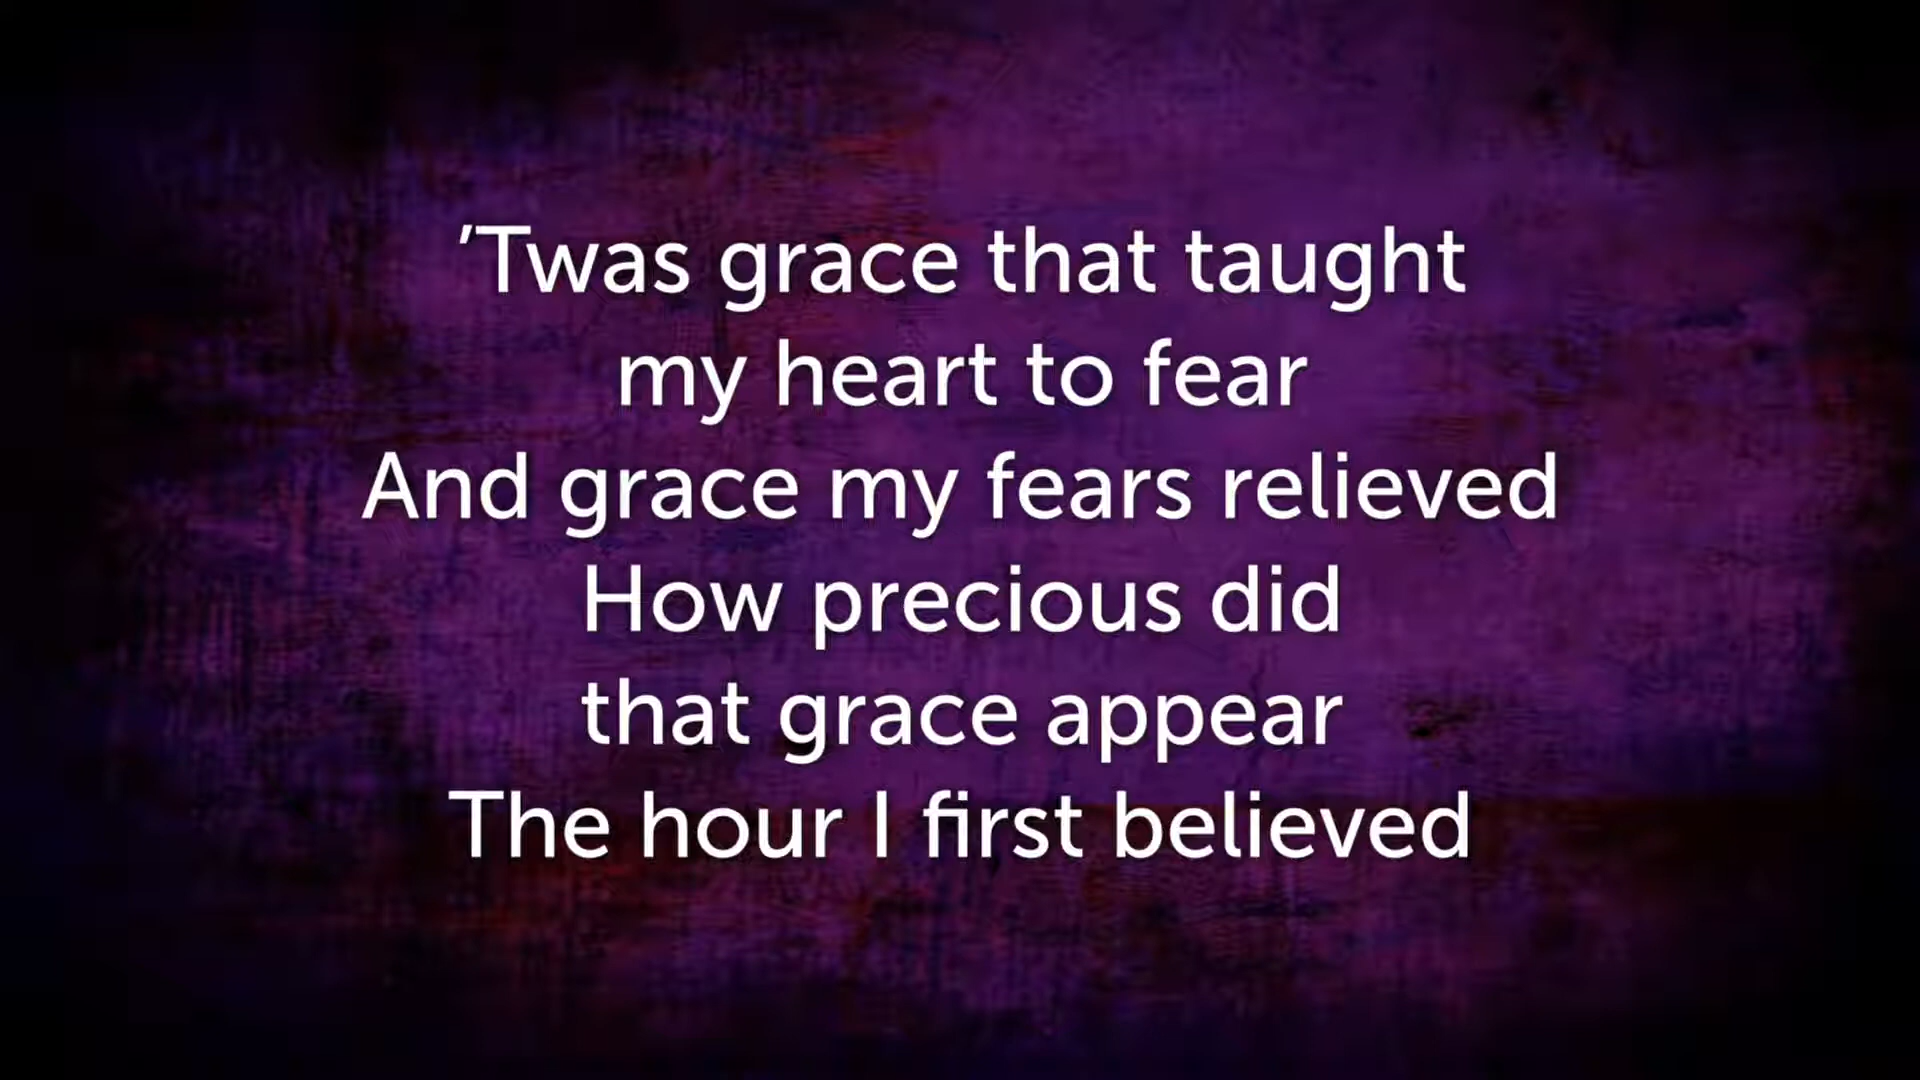 'Twas grace that taught
my heart to fear
And grace my fears relieved
How precious did
that grace appear
The hour I first believed